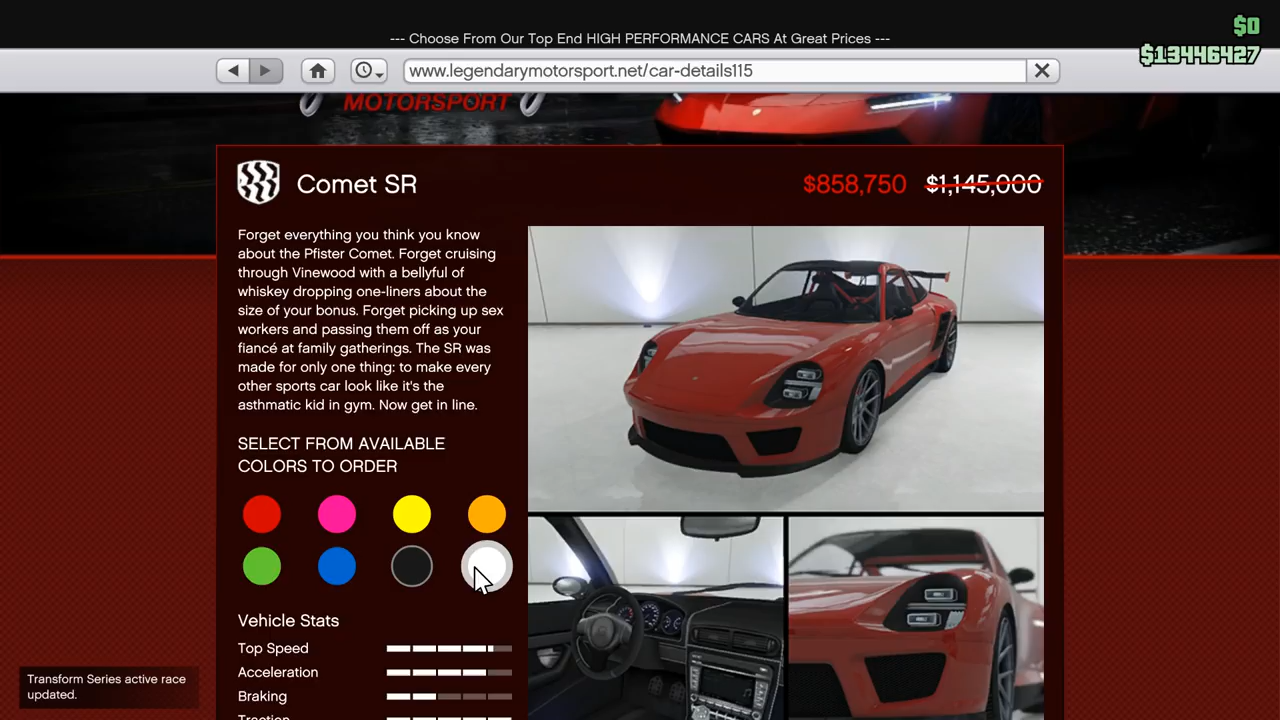 $0
--- Choose From Our Top End HIGH PERFORMANCE CARS At Great Prices ---
$13446427
www.legendarymotorsport.net/car-details115
MOTORSPORT
Comet SR
$858,750 $1,145,000
Forget everything you think you know
about the Pfister Comet. Forget cruising
through Vinewood with a bellyful of
whiskey dropping one-liners about the
size of your bonus. Forget picking up sex
workers and passing them off as your
fiancé at family gatherings. The SR was
made for only one thing: to make every
other sports car look like it's the
asthmatic kid in gym. Now get in line.
SELECT FROM AVAILABLE
COLORS TO ORDER
Vehicle Stats
Top Speed
Acceleration
Braking
Traction
Transform Series active race
updated.